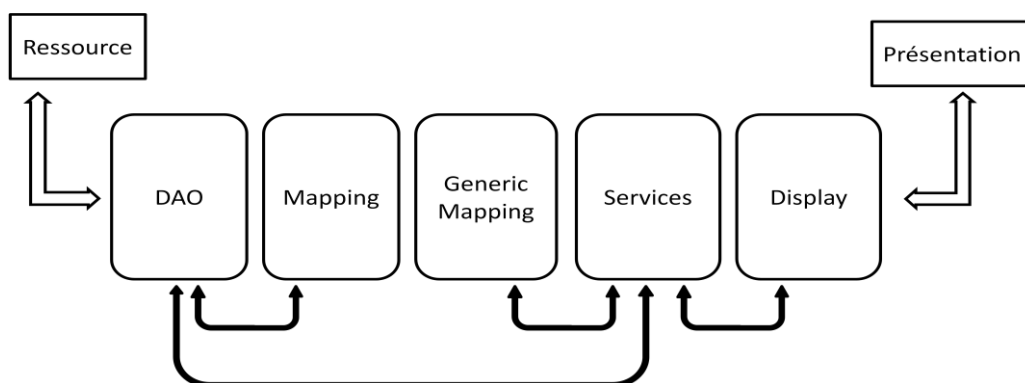 Ressource
Présentation
DAO
Mapping
Generic
Mapping
Services
Display